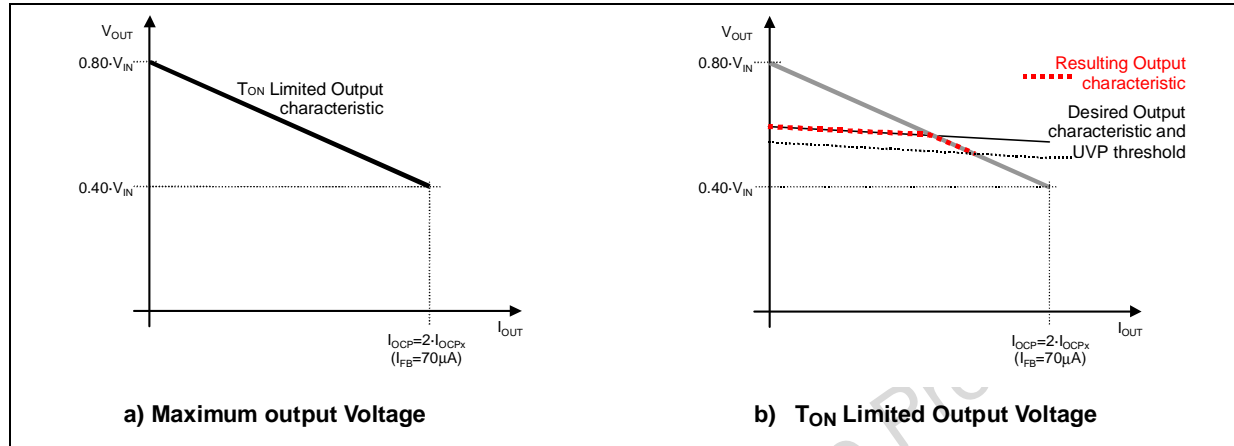 VOUT
0.80·VIN
TON Limited Output
characteristic
0.40·VIN
IOUT
IOCP=2·IOCPx
(IFB=70µA)
a) Maximum output Voltage
VOUT
0.80·VIN
Resulting Output
characteristic
Desired Output
characteristic and
UVP threshold
0.40·VIN
IOUT
IOCP=2·IOCPx
(IFB=70µA)
b) TON Limited Output Voltage